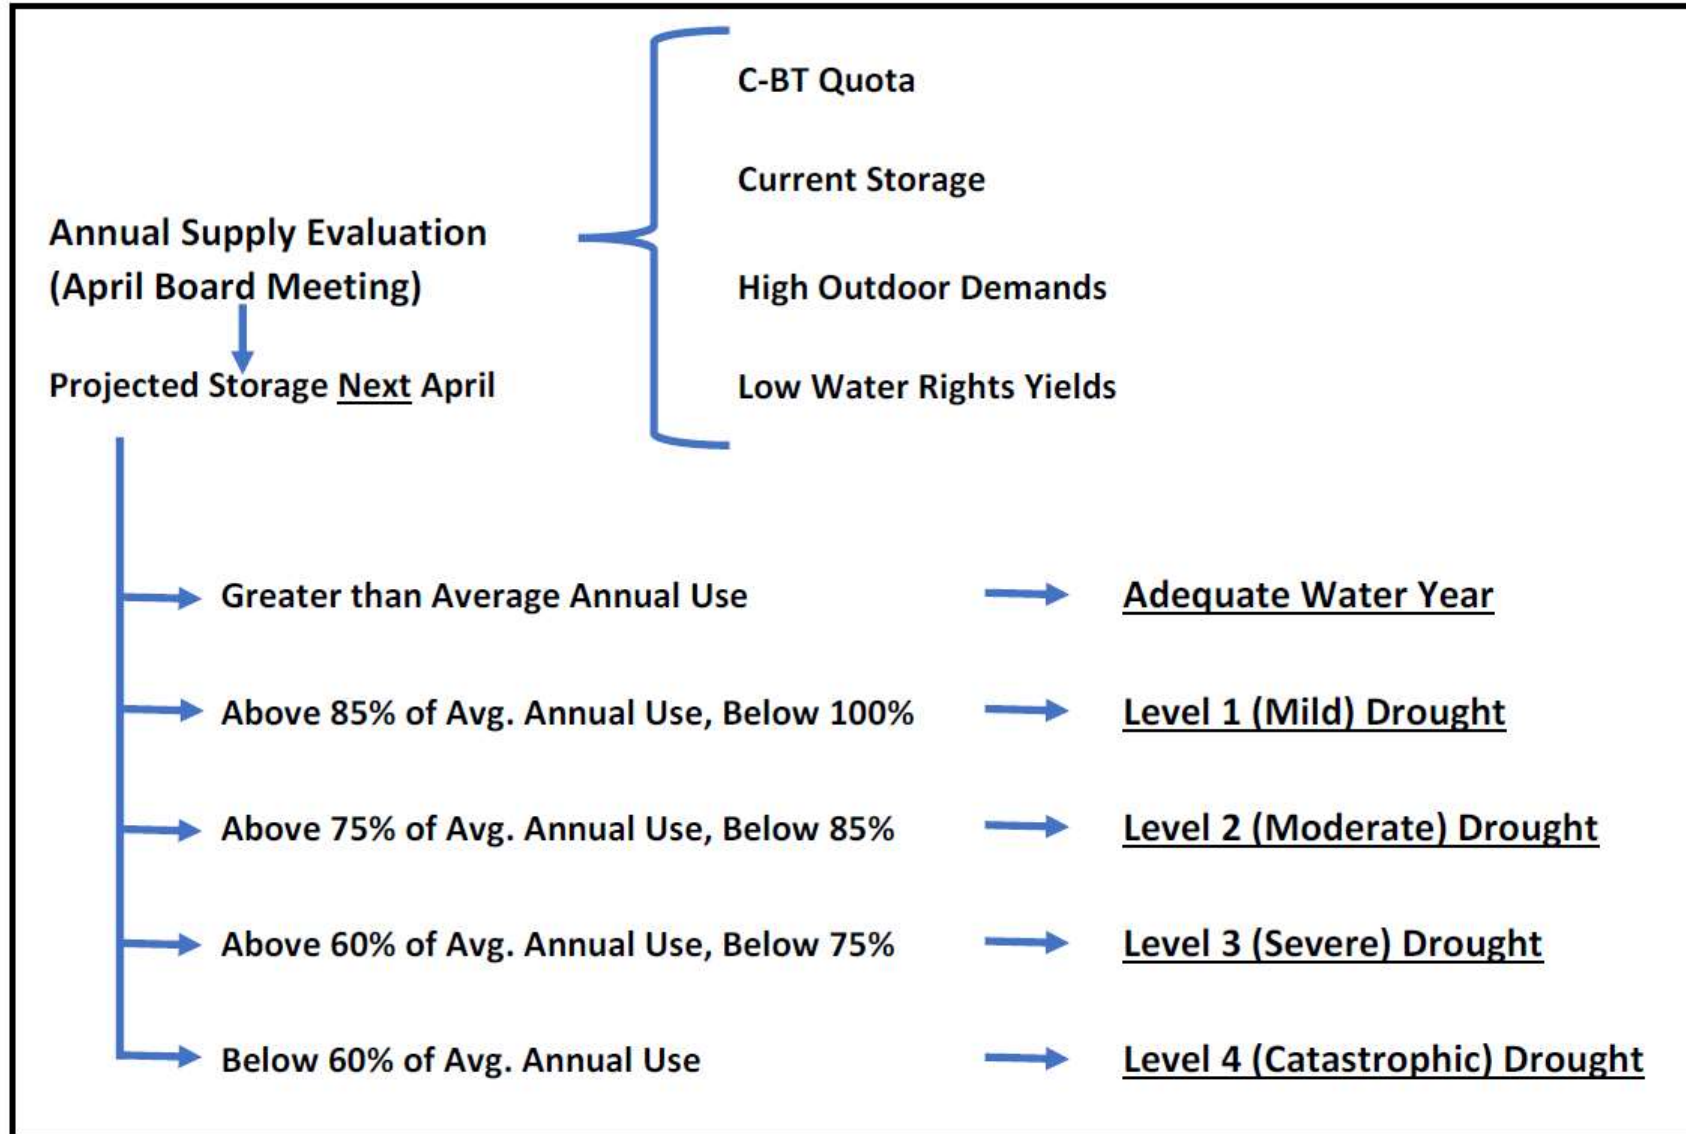 C-BT Quota
Current Storage
Annual Supply Evaluation
(April Board Meeting)
High Outdoor Demands
Projected Storage Next April
Low Water Rights Yields
Greater than Average Annual Use
Adequate Water Year
Above 85% of Avg. Annual Use, Below 100%
Level 1 (Mild) Drought
Above 75% of Avg. Annual Use, Below 85%
Level 2 (Moderate) Drought
Above 60% of Avg. Annual Use, Below 75%
Level 3 (Severe) Drought
Below 60% of Avg. Annual Use
Level 4 (Catastrophic) Drought